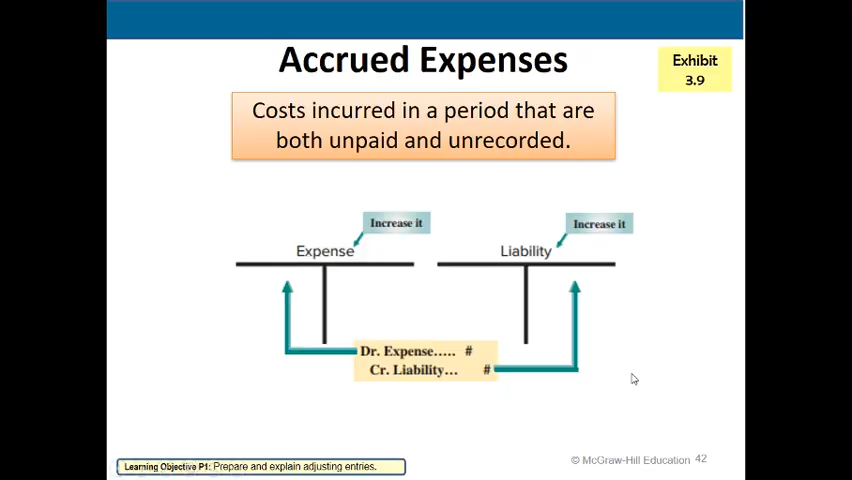 Accrued Expenses
Exhibit
3.9
Costs incurred in a period that are
both unpaid and unrecorded.
Increase it
Increase it
Expense
Liability
Dr. Expense..... #
Cr. Liability... #
Learning Objective P1: Prepare and explain adjusting entries.
© McGraw-Hill Education 42